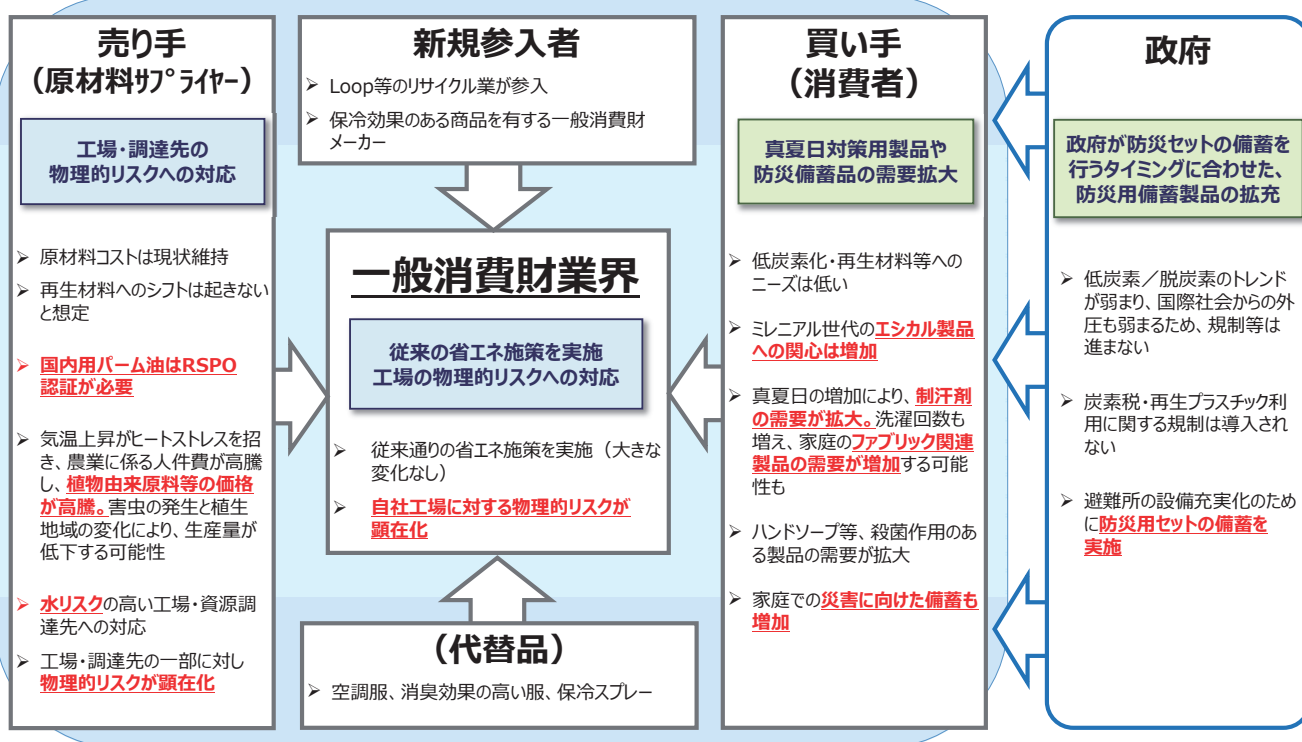 売り手
（原材料ｻﾌﾟﾗｲﾔｰ）
工場・調達先の
物理的リスクへの対応
➢ 原材料コストは現状維持
➢ 再生材料へのシフトは起きない
と想定
➢ 国内用パーム油はRSPO
認証が必要
➢ 気温上昇がヒートストレスを招
き、農業に係る人件費が高騰
し、植物由来原料等の価格
が高騰。害虫の発生と植生
地域の変化により、生産量が
低下する可能性
➢ 水リスクの高い工場・資源調
達先への対応
➢ 工場・調達先の一部に対し
物理的リスクが顕在化
新規参入者
➢ Loop等のリサイクル業が参入
➢ 保冷効果のある商品を有する一般消費財
メーカー
一般消費財業界
従来の省エネ施策を実施
工場の物理的リスクへの対応
➢ 従来通りの省エネ施策を実施（大きな
変化なし）
➢ 自社工場に対する物理的リスクが
顕在化
（代替品）
➢ 空調服、消臭効果の高い服、保冷スプレー
買い手
（消費者）
真夏日対策用製品や
防災備蓄品の需要拡大
➢ 低炭素化・再生材料等への
ニーズは低い
➢ ミレニアル世代のエシカル製品
への関心は増加
➢ 真夏日の増加により、制汗剤
の需要が拡大。洗濯回数も
増え、家庭のファブリック関連
製品の需要が増加する可能
性も
➢ ハンドソープ等、殺菌作用のあ
る製品の需要が拡大
➢ 家庭での災害に向けた備蓄も
増加
政府
政府が防災セットの備蓄を
行うタイミングに合わせた、
防災用備蓄製品の拡充
➢ 低炭素／脱炭素のトレンド
が弱まり、国際社会からの外
圧も弱まるため、規制等は
進まない
➢ 炭素税・再生プラスチック利
用に関する規制は導入され
ない
➢ 避難所の設備充実化のため
に防災用セットの備蓄を
実施